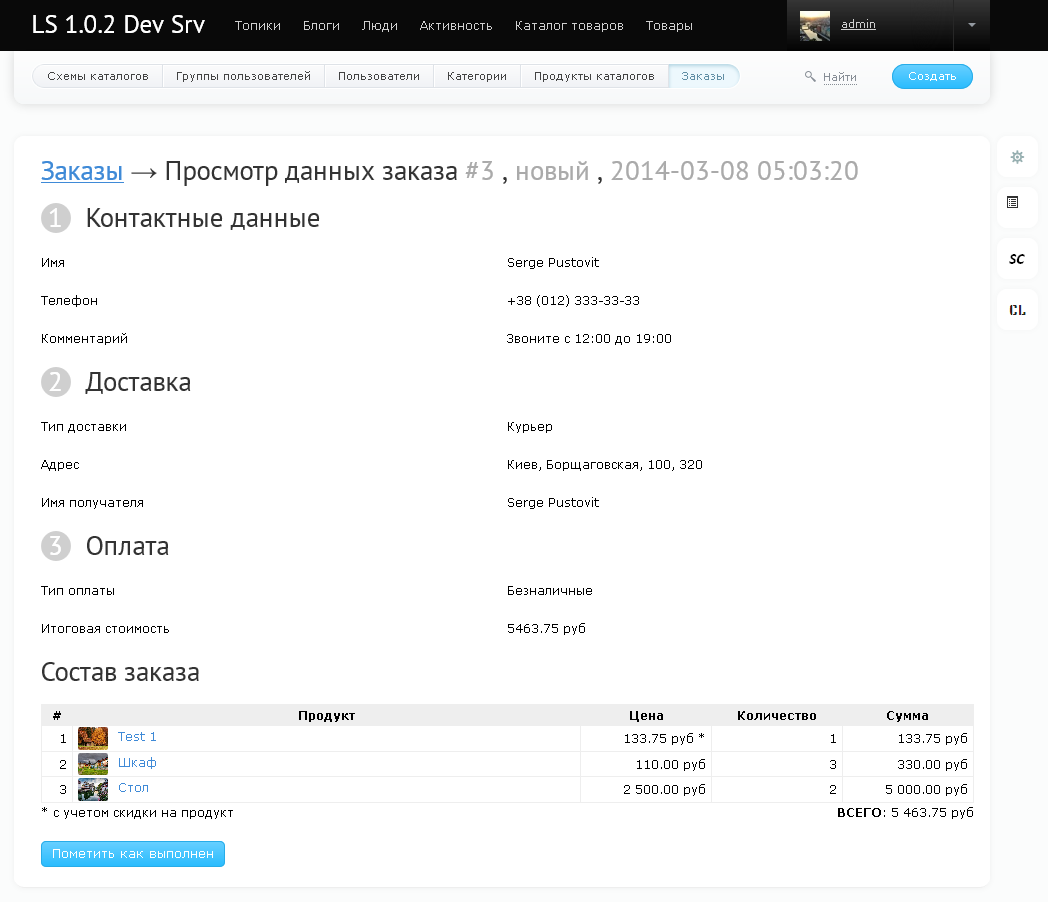 LS 1.0.2 Dev Srv Топики Блоги Люди Активность Каталог товаров Товары admin
Схемы каталогов Группы пользователей Пользователи Категории Продукты каталогов Заказы Найти Создать
Заказы → Просмотр данных заказа #3 , новый , 2014-03-08 05:03:20
1 Контактные данные
Имя Serge Pustovit
Телефон +38 (012) 333-33-33
SC
Комментарий Звоните с 12:00 до 19:00
CL
2 Доставка
Тип доставки Курьер
Адрес Киев, Борщаговская, 100, 320
Имя получателя Serge Pustovit
3 Оплата
Тип оплаты Безналичные
Итоговая стоимость 5463.75 руб
Состав заказа
# Продукт Цена Количество Сумма
1 Test 1 133.75 руб * 1 133.75 руб
2 Шкаф 110.00 руб 3 330.00 руб
3 Стол 2 500.00 руб 2 5 000.00 руб
* с учетом скидки на продукт ВСЕГО: 5 463.75 руб
Пометить как выполнен